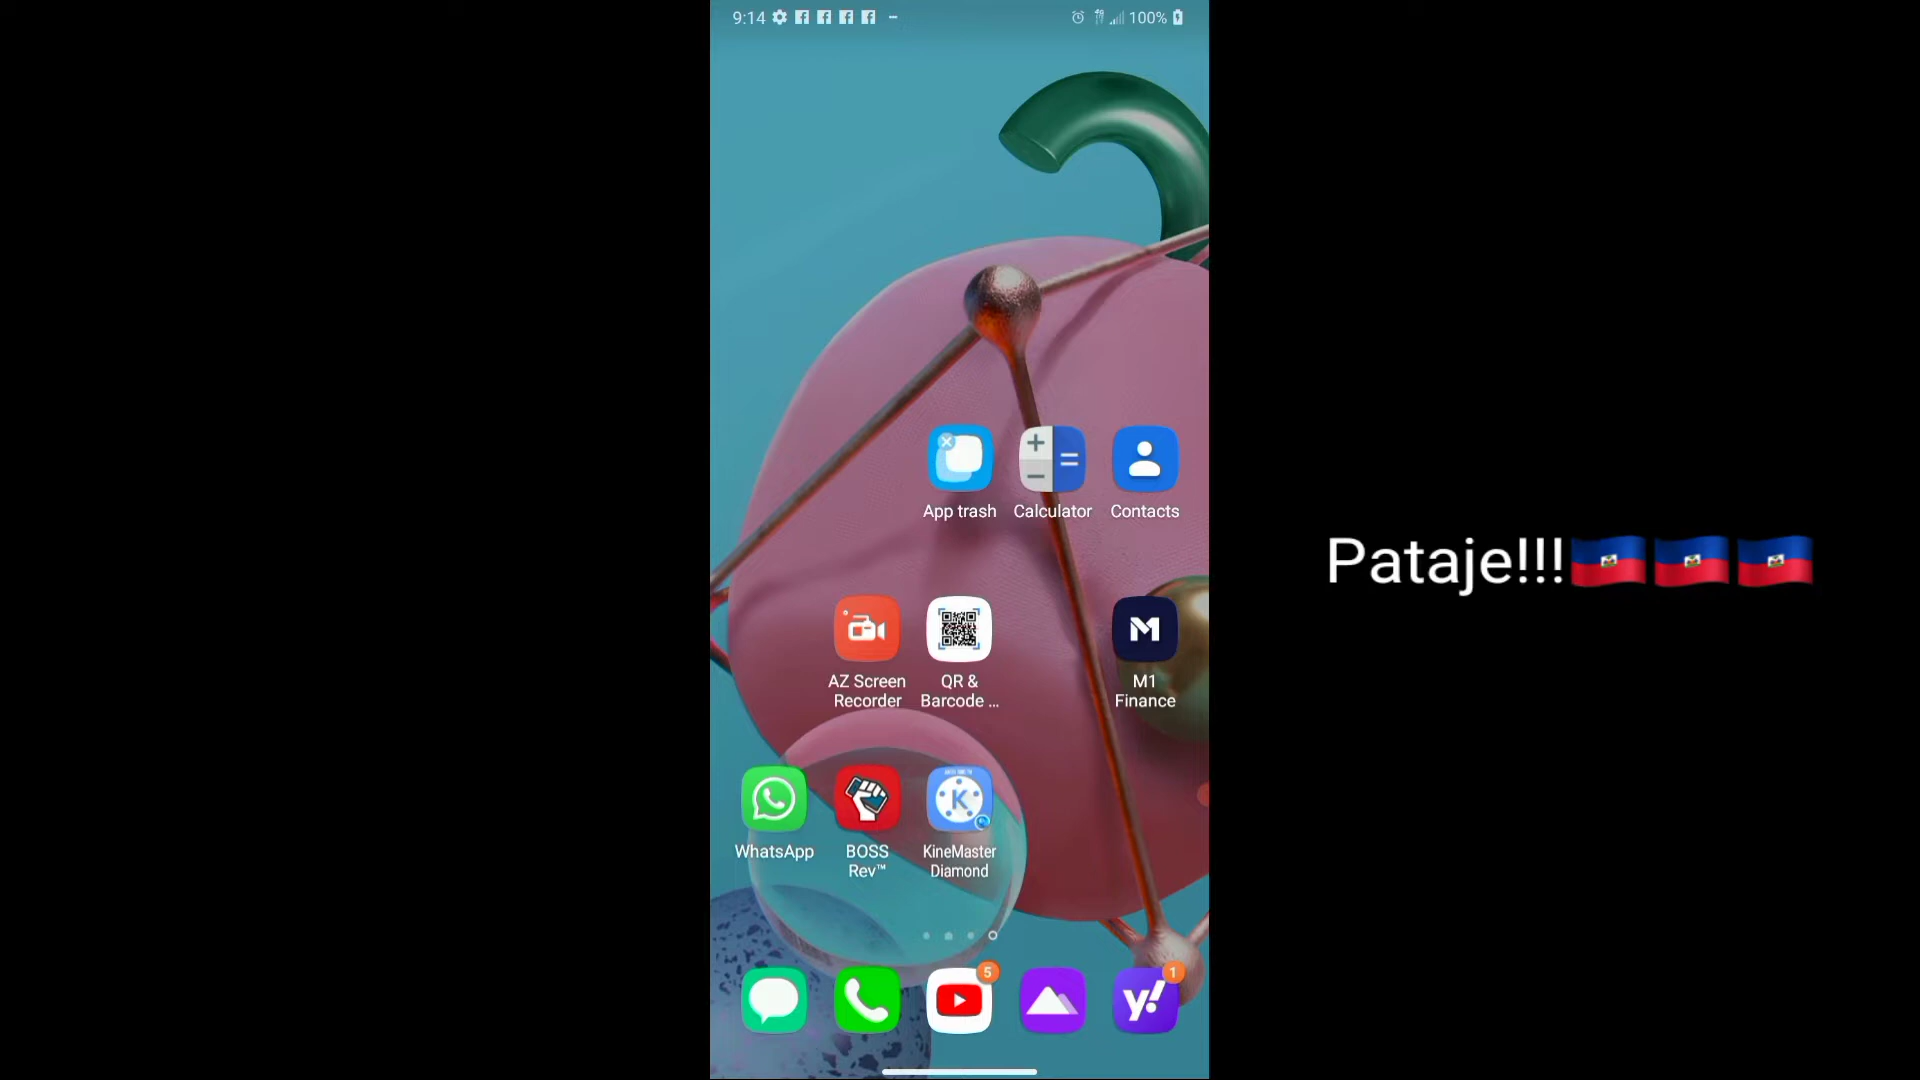 9:14
100%
App trash
Calculator
Contacts
AZ Screen
Recorder
QR &
Barcode ...
M1
Finance
WhatsApp
BOSS
Rev™
KineMaster
Diamond
5
1
y!
Pataje!!!🇭🇹🇭🇹🇭🇹